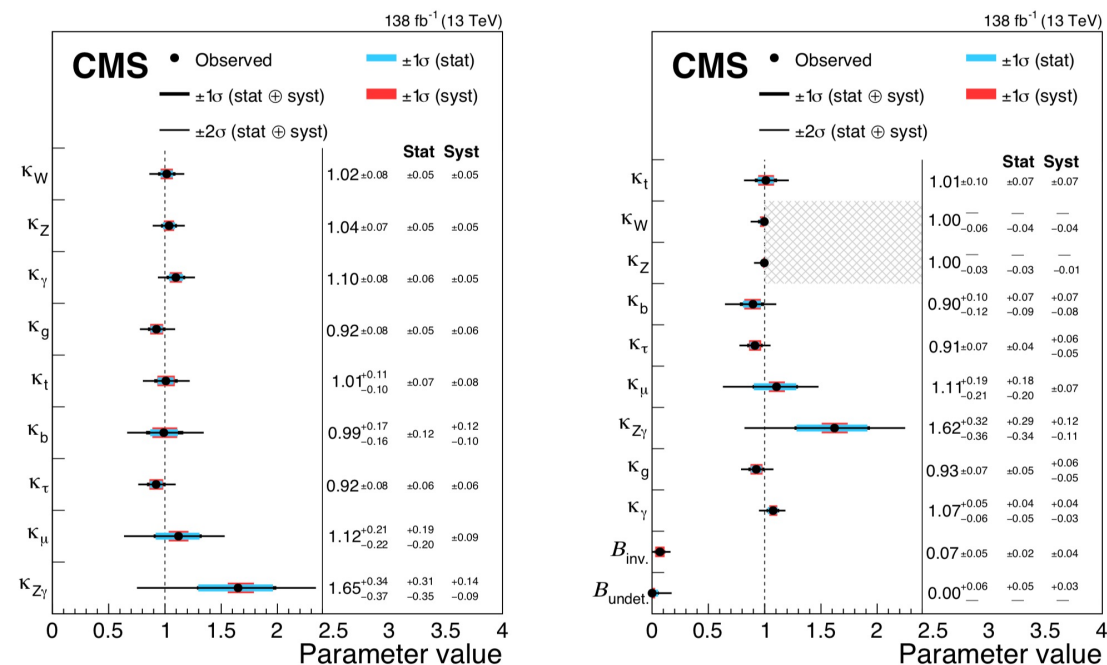 138 fb⁻¹ (13 TeV)
CMS
Observed
±1σ (stat)
±1σ (stat ⊕ syst)
±1σ (syst)
±2σ (stat ⊕ syst)
Stat Syst
κW 1.02 ±0.08 ±0.05 ±0.05
κZ 1.04 ±0.07 ±0.05 ±0.05
κγ 1.10 ±0.08 ±0.06 ±0.05
κg 0.92 ±0.08 ±0.05 ±0.06
κt 1.01 +0.11 −0.10 ±0.07 ±0.08
κb 0.99 +0.17 −0.16 ±0.12 +0.12 −0.10
κτ 0.92 ±0.08 ±0.06 ±0.06
κμ 1.12 +0.21 −0.22 +0.19 −0.20 ±0.09
κZγ 1.65 +0.34 −0.37 +0.31 −0.35 +0.14 −0.09
0 0.5 1 1.5 2 2.5 3 3.5 4
Parameter value
138 fb⁻¹ (13 TeV)
CMS
Observed
±1σ (stat)
±1σ (stat ⊕ syst)
±1σ (syst)
±2σ (stat ⊕ syst)
Stat Syst
κt 1.01 ±0.10 ±0.07 ±0.07
κW 1.00 — −0.06 — −0.04 — −0.04
κZ 1.00 — −0.03 — −0.03 — −0.01
κb 0.90 +0.10 −0.12 +0.07 −0.09 +0.07 −0.08
κτ 0.91 ±0.07 ±0.04 +0.06 −0.05
κμ 1.11 +0.19 −0.21 +0.18 −0.20 ±0.07
κZγ 1.62 +0.32 −0.36 +0.29 −0.34 +0.12 −0.11
κg 0.93 ±0.07 ±0.05 +0.06 −0.05
κγ 1.07 +0.05 −0.06 +0.04 −0.05 +0.04 −0.03
Binv. 0.07 ±0.05 ±0.02 ±0.04
Bundet. 0.00 +0.06 — +0.05 — +0.03 —
0 0.5 1 1.5 2 2.5 3 3.5 4
Parameter value